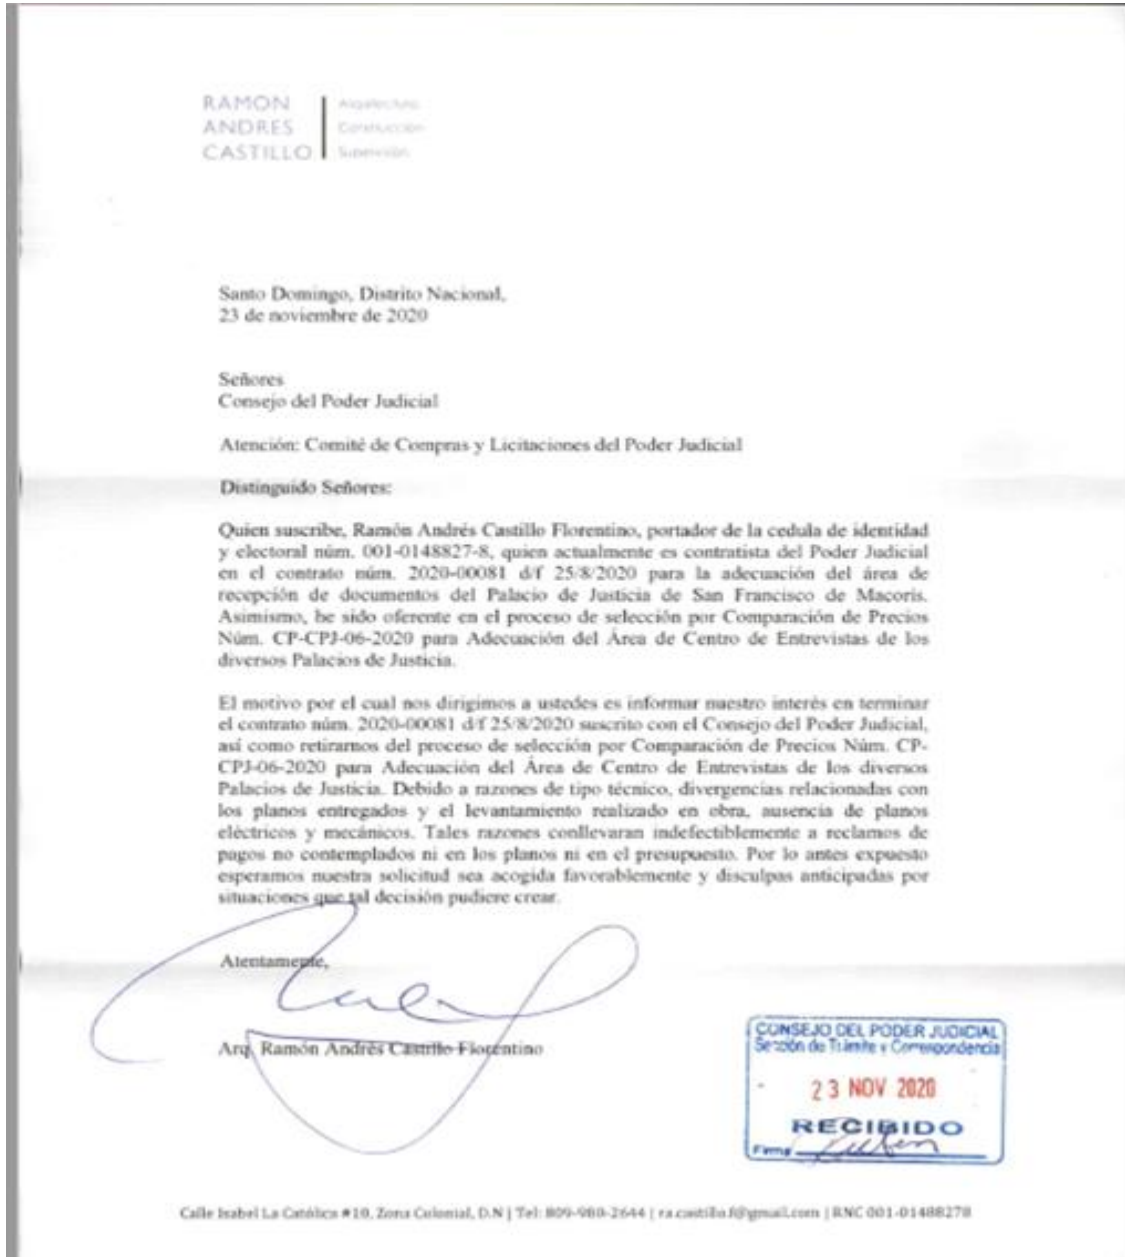 RAMON
ANDRES
CASTILLO
Arquitectura
Construcción
Supervisión
Santo Domingo, Distrito Nacional,
23 de noviembre de 2020
Señores
Consejo del Poder Judicial
Atención: Comité de Compras y Licitaciones del Poder Judicial
Distinguido Señores:
Quien suscribe, Ramón Andrés Castillo Florentino, portador de la cedula de identidad
y electoral núm. 001-0148827-8, quien actualmente es contratista del Poder Judicial
en el contrato núm. 2020-00081 d/f 25/8/2020 para la adecuación del área de
recepción de documentos del Palacio de Justicia de San Francisco de Macorís.
Asimismo, he sido oferente en el proceso de selección por Comparación de Precios
Núm. CP-CPJ-06-2020 para Adecuación del Área de Centro de Entrevistas de los
diversos Palacios de Justicia.
El motivo por el cual nos dirigimos a ustedes es informar nuestro interés en terminar
el contrato núm. 2020-00081 d/f 25/8/2020 suscrito con el Consejo del Poder Judicial,
así como retirarnos del proceso de selección por Comparación de Precios Núm. CP-
CPJ-06-2020 para Adecuación del Área de Centro de Entrevistas de los diversos
Palacios de Justicia. Debido a razones de tipo técnico, divergencias relacionadas con
los planos entregados y el levantamiento realizado en obra, ausencia de planos
eléctricos y mecánicos. Tales razones conllevaran indefectiblemente a reclamos de
pagos no contemplados ni en los planos ni en el presupuesto. Por lo antes expuesto
esperamos nuestra solicitud sea acogida favorablemente y disculpas anticipadas por
situaciones que tal decisión pudiere crear.
Atentamente,
Arq. Ramón Andrés Castillo Florentino
CONSEJO DEL PODER JUDICIAL
Sección de Trámite y Correspondencia
23 NOV 2020
RECIBIDO
Firma
Calle Isabel La Católica #10, Zona Colonial, D.N | Tel: 809-980-2644 | ra.castillo.f@gmail.com | RNC 001-01488278